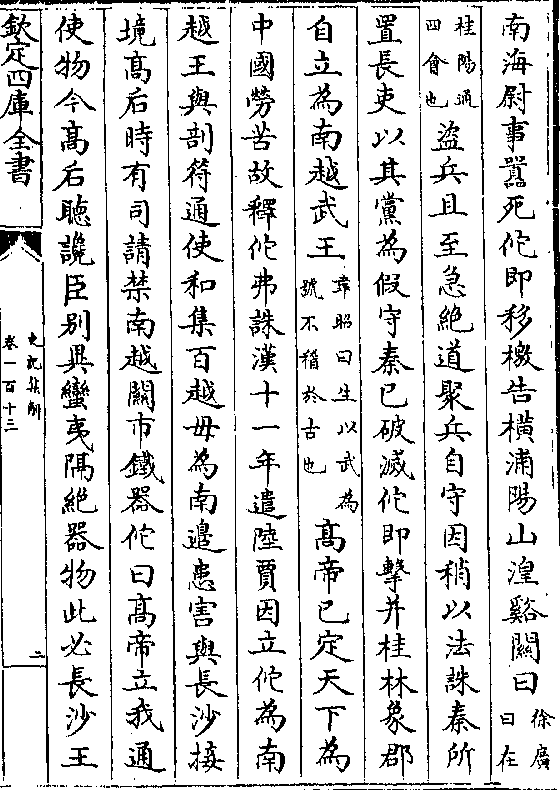 南海尉事囂死佗即移檄告橫浦陽山湟谿關曰徐廣曰在
桂陽通四會也盜兵且至急絶道聚兵自守因稍以法誅秦所
置長吏以其黨為假守秦已破滅佗即擊并桂林象郡
自立為南越武王韋昭曰生以武為號不稽於古也高帝已定天下為
中國勞苦故釋佗弗誅漢十一年遣陸賈因立佗為南
越王與剖符通使和集百越毋為南邊患害與長沙接
境高后時有司請禁南越關市鐵器佗曰高帝立我通
使物今高后聽讒臣别異蠻夷隔絶器物此必長沙王
欽定四庫全書
史記集解
卷一百十三
二